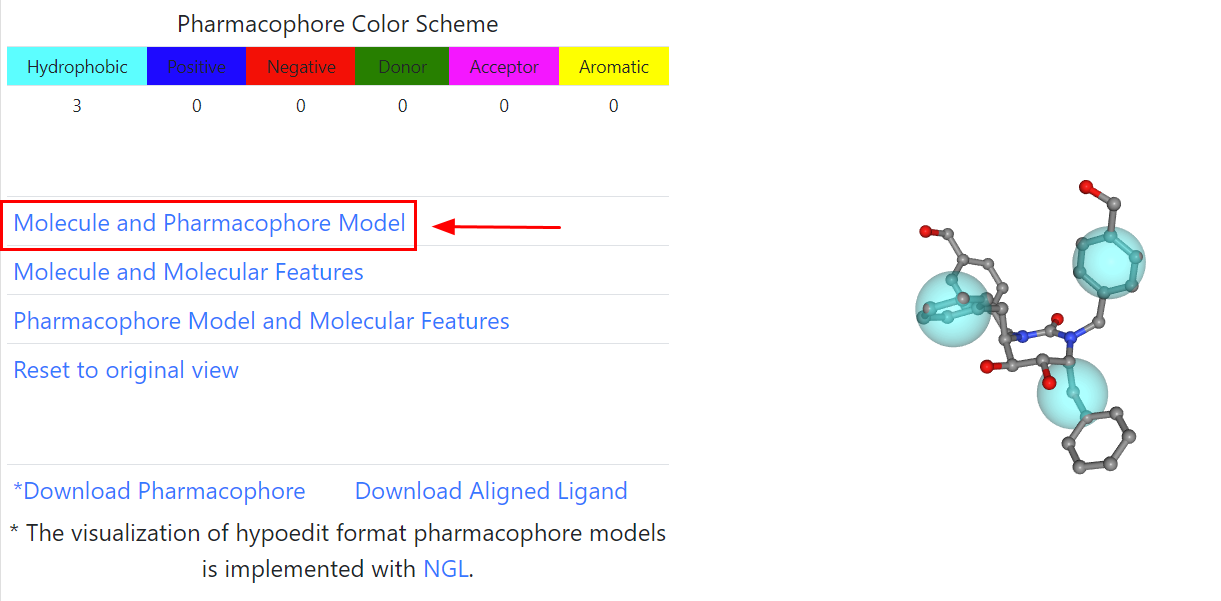 Pharmacophore Color Scheme
Hydrophobic Positive Negative Donor Acceptor Aromatic
3 0 0 0 0 0
Molecule and Pharmacophore Model
Molecule and Molecular Features
Pharmacophore Model and Molecular Features
Reset to original view
*Download Pharmacophore Download Aligned Ligand
* The visualization of hypoedit format pharmacophore models
is implemented with NGL.